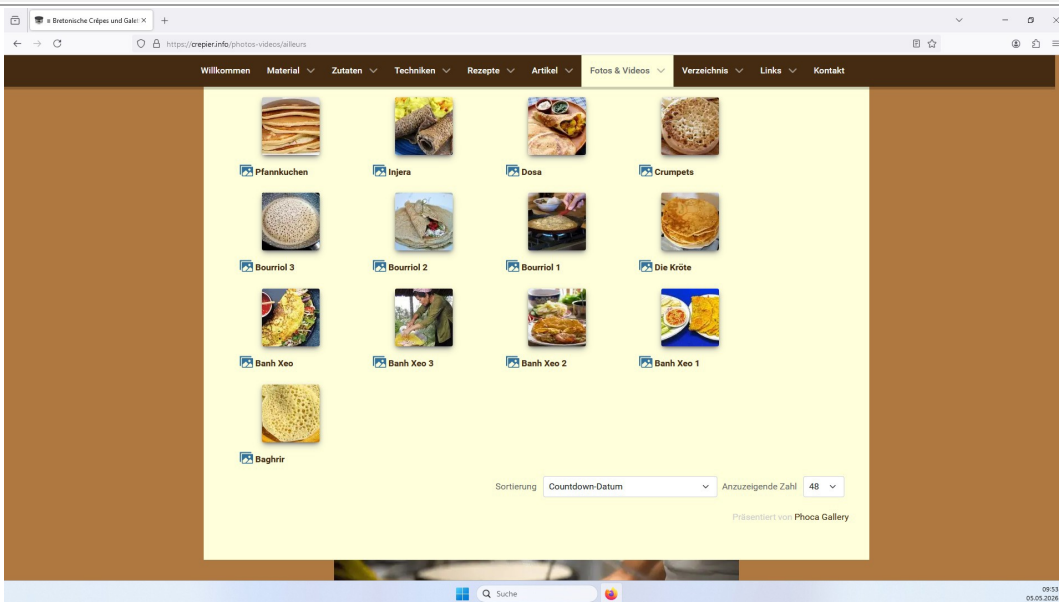 ≡ Bretonische Crêpes und Galet
https://crepier.info/photos-videos/ailleurs
Willkommen Material Zutaten Techniken Rezepte Artikel Fotos & Videos Verzeichnis Links Kontakt
Pfannkuchen Injera Dosa Crumpets
Bourriol 3 Bourriol 2 Bourriol 1 Die Kröte
Banh Xeo Banh Xeo 3 Banh Xeo 2 Banh Xeo 1
Baghrir
Sortierung Countdown-Datum Anzuzeigende Zahl 48
Präsentiert von Phoca Gallery
Suche
09:53
05.05.2026